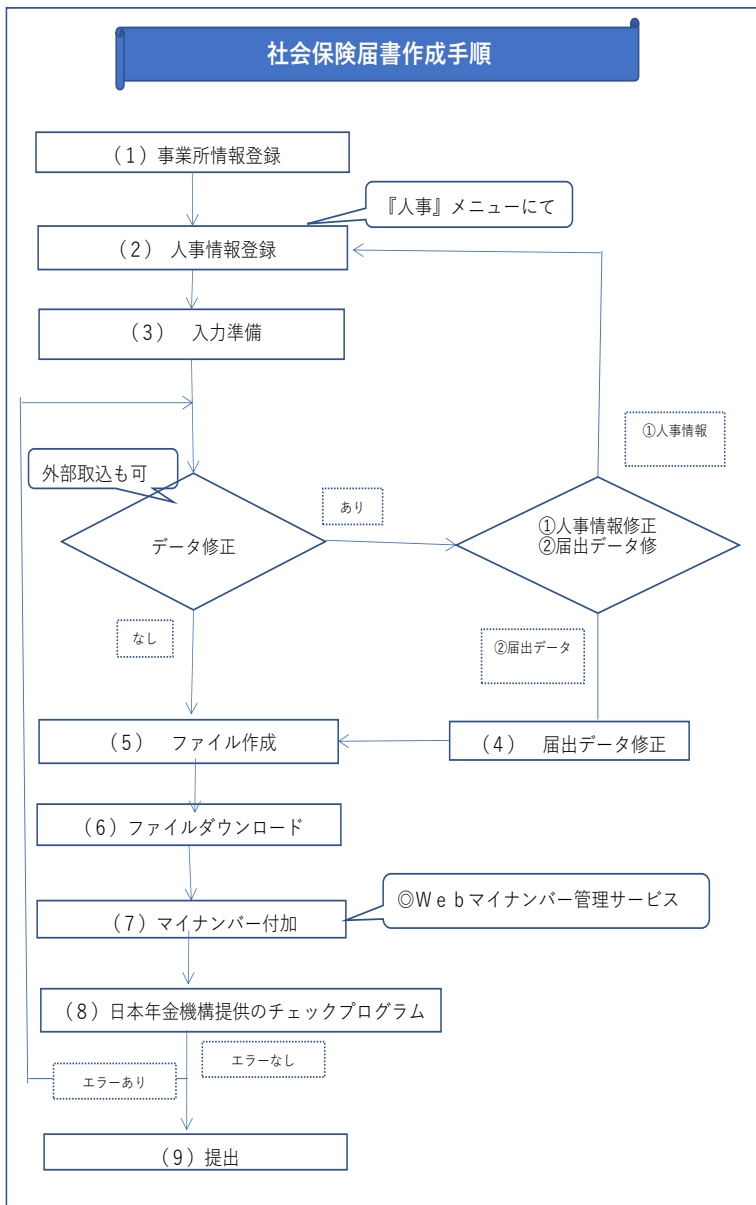 社会保険届書作成手順
（１）事業所情報登録
『人事』メニューにて
（２） 人事情報登録
（３）　入力準備
①人事情報
外部取込も可
あり
データ修正
①人事情報修正
②届出データ修
なし
②届出データ
（５）　ファイル作成
（４）　届出データ修正
（６）ファイルダウンロード
◎Ｗｅｂマイナンバー管理サービス
（７）マイナンバー付加
（８）日本年金機構提供のチェックプログラム
エラーなし
エラーあり
（９）提出